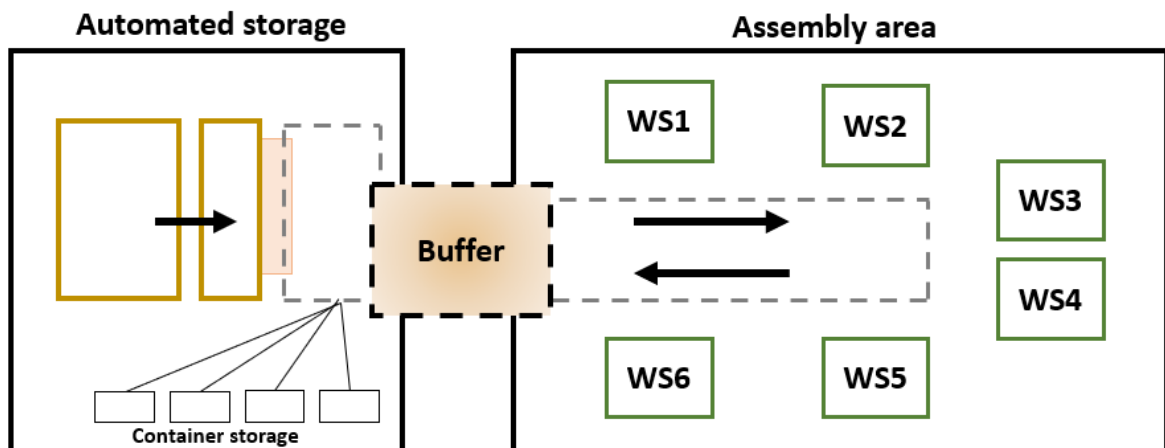 Automated storage
Assembly area
WS1
WS2
WS3
Buffer
WS4
WS6
WS5
Container storage